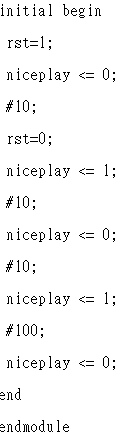 initial begin
rst=1;
niceplay <= 0;
#10;
rst=0;
niceplay <= 1;
#10;
niceplay <= 0;
#10;
niceplay <= 1;
#100;
niceplay <= 0;
end
endmodule